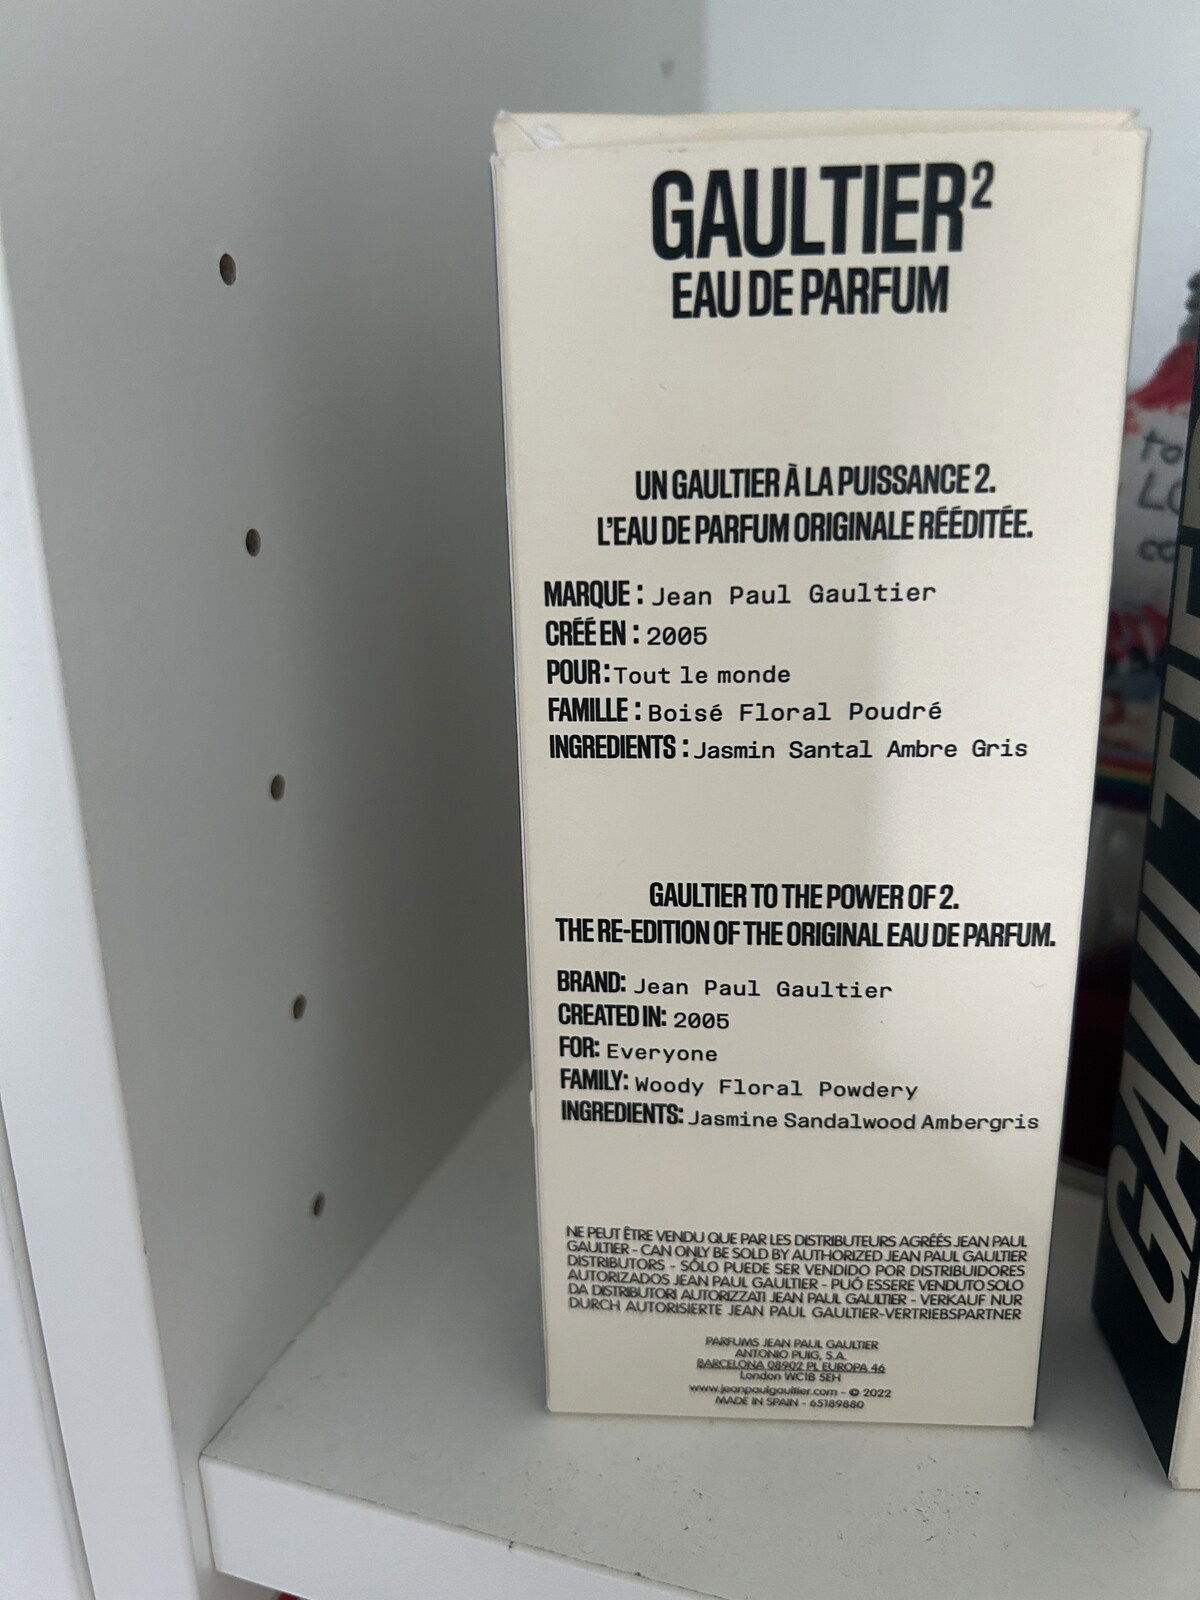 GAULTIER²
EAU DE PARFUM
UN GAULTIER À LA PUISSANCE 2.
L'EAU DE PARFUM ORIGINALE RÉÉDITÉE.
MARQUE : Jean Paul Gaultier
CRÉÉ EN : 2005
POUR : Tout le monde
FAMILLE : Boisé Floral Poudré
INGREDIENTS : Jasmin Santal Ambre Gris
GAULTIER TO THE POWER OF 2.
THE RE-EDITION OF THE ORIGINAL EAU DE PARFUM.
BRAND: Jean Paul Gaultier
CREATED IN: 2005
FOR: Everyone
FAMILY: Woody Floral Powdery
INGREDIENTS: Jasmine Sandalwood Ambergris
NE PEUT ÊTRE VENDU QUE PAR LES DISTRIBUTEURS AGRÉÉS JEAN PAUL
GAULTIER - CAN ONLY BE SOLD BY AUTHORIZED JEAN PAUL GAULTIER
DISTRIBUTORS - SÓLO PUEDE SER VENDIDO POR DISTRIBUIDORES
AUTORIZADOS JEAN PAUL GAULTIER - PUÓ ESSERE VENDUTO SOLO
DA DISTRIBUTORI AUTORIZZATI JEAN PAUL GAULTIER - VERKAUF NUR
DURCH AUTORISIERTE JEAN PAUL GAULTIER-VERTRIEBSPARTNER
PARFUMS JEAN PAUL GAULTIER
ANTONIO PUIG, S.A.
BARCELONA 08902 PL EUROPA 46
London WC1B 5EH
www.jeanpaulgaultier.com - © 2022
MADE IN SPAIN - 65189880
GAULTIE